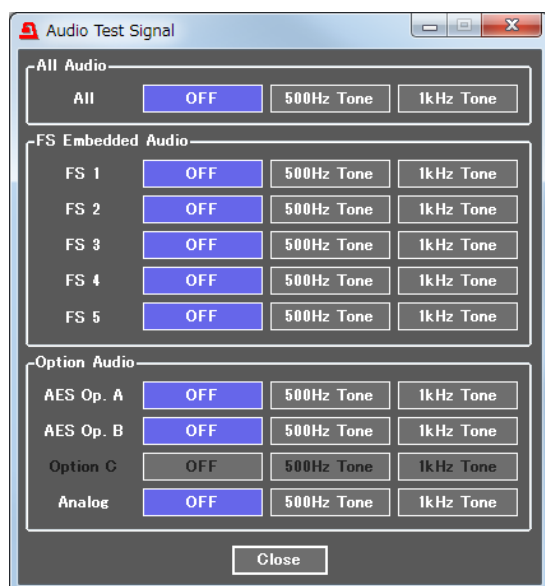 Audio Test Signal
All Audio
All OFF 500Hz Tone 1kHz Tone
FS Embedded Audio
FS 1 OFF 500Hz Tone 1kHz Tone
FS 2 OFF 500Hz Tone 1kHz Tone
FS 3 OFF 500Hz Tone 1kHz Tone
FS 4 OFF 500Hz Tone 1kHz Tone
FS 5 OFF 500Hz Tone 1kHz Tone
Option Audio
AES Op. A OFF 500Hz Tone 1kHz Tone
AES Op. B OFF 500Hz Tone 1kHz Tone
Option C OFF 500Hz Tone 1kHz Tone
Analog OFF 500Hz Tone 1kHz Tone
Close